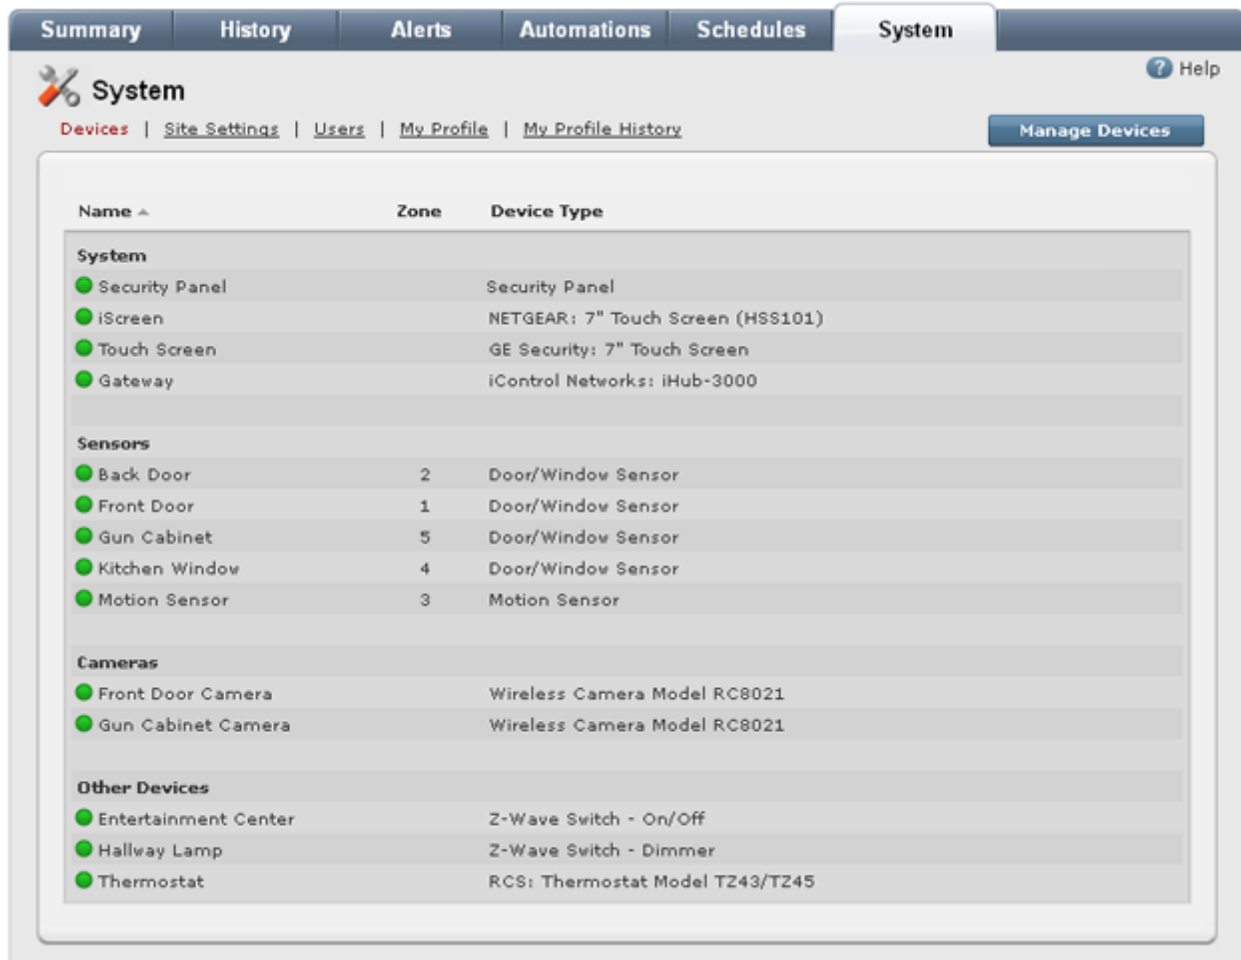 Summary History Alerts Automations Schedules System
? Help
System
Devices | Site Settings | Users | My Profile | My Profile History Manage Devices
Name Zone Device Type
System
Security Panel Security Panel
iScreen NETGEAR: 7" Touch Screen (HSS101)
Touch Screen GE Security: 7" Touch Screen
Gateway iControl Networks: iHub-3000
Sensors
Back Door 2 Door/Window Sensor
Front Door 1 Door/Window Sensor
Gun Cabinet 5 Door/Window Sensor
Kitchen Window 4 Door/Window Sensor
Motion Sensor 3 Motion Sensor
Cameras
Front Door Camera Wireless Camera Model RC8021
Gun Cabinet Camera Wireless Camera Model RC8021
Other Devices
Entertainment Center Z-Wave Switch - On/Off
Hallway Lamp Z-Wave Switch - Dimmer
Thermostat RCS: Thermostat Model TZ43/TZ45